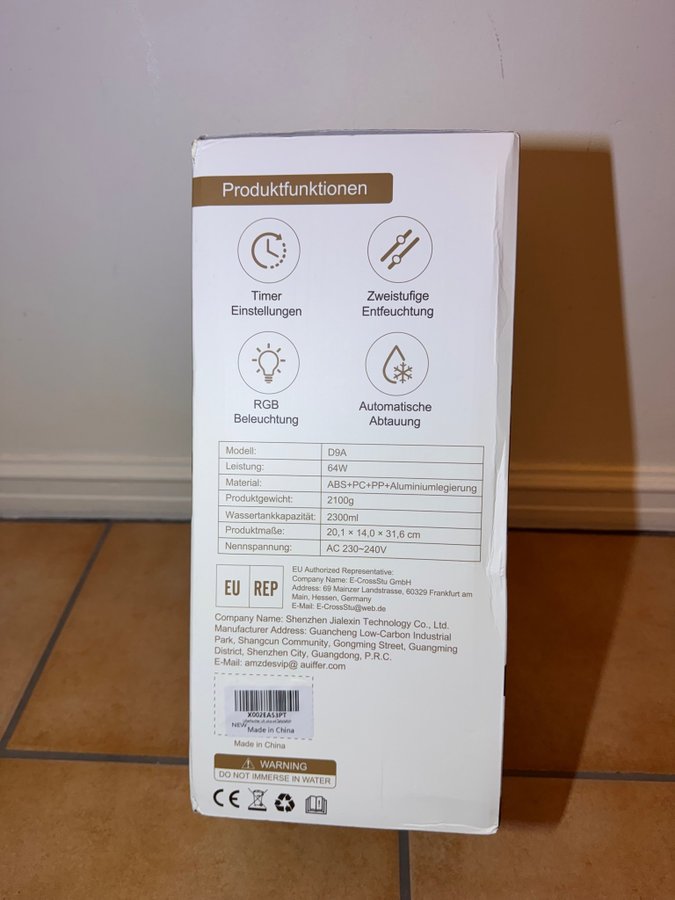 Produktfunktionen
Timer
Einstellungen
Zweistufige
Entfeuchtung
RGB
Beleuchtung
Automatische
Abtauung
Modell: D9A
Leistung: 64W
Material: ABS+PC+PP+Aluminiumlegierung
Produktgewicht: 2100g
Wassertankkapazität: 2300ml
Produktmaße: 20,1 × 14,0 × 31,6 cm
Nennspannung: AC 230~240V
EU REP
EU Authorized Representative:
Company Name: E-CrossStu GmbH
Address: 69 Mainzer Landstrasse, 60329 Frankfurt am
Main, Hessen, Germany
E-Mail: E-CrossStu@web.de
Company Name: Shenzhen Jialexin Technology Co., Ltd.
Manufacturer Address: Guancheng Low-Carbon Industrial
Park, Shangcun Community, Gongming Street, Guangming
District, Shenzhen City, Guangdong, P.R.C.
E-Mail: amzdesvip@ auiffer.com
X002EAS3PT
NEW
Made in China
Made in China
WARNING
DO NOT IMMERSE IN WATER
CE